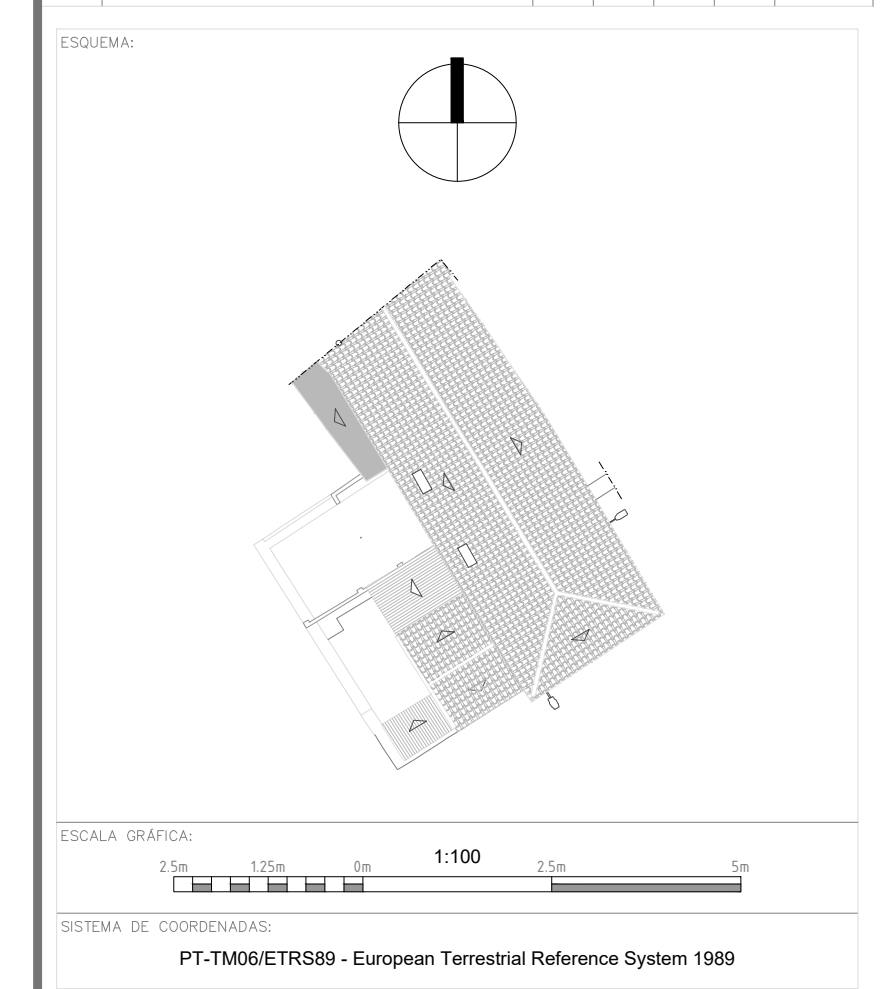 ESQUEMA:
ESCALA GRÁFICA:
1:100
2.5m 1.25m 0m 2.5m 5m
SISTEMA DE COORDENADAS:
PT-TM06/ETRS89 - European Terrestrial Reference System 1989